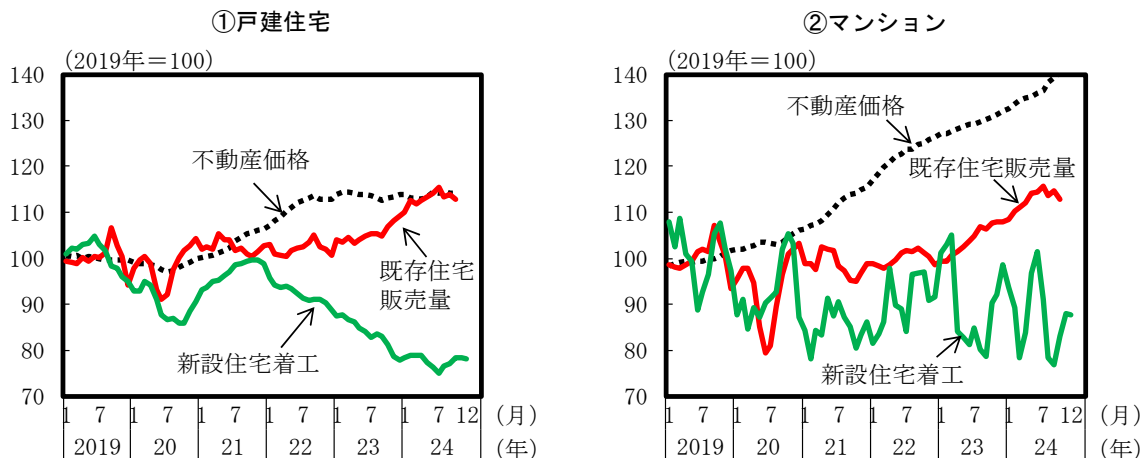 ①戸建住宅
(2019年=100)
140
130
120
110
100
90
80
70
不動産価格
既存住宅
販売量
新設住宅着工
1 7 1 7 1 7 1 7 1 7 1 7 12 (月)
2019 20 21 22 23 24 (年)
②マンション
(2019年=100)
140
130
120
110
100
90
80
70
不動産価格
既存住宅販売量
新設住宅着工
1 7 1 7 1 7 1 7 1 7 1 7 12 (月)
2019 20 21 22 23 24 (年)